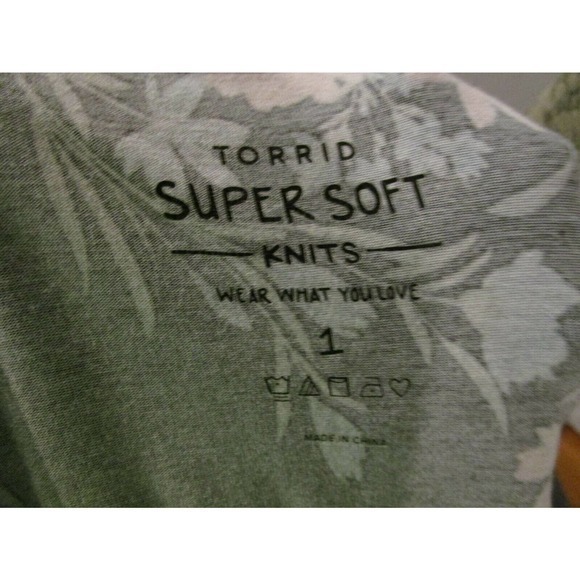 TORRID
SUPER SOFT
KNITS
WEAR WHAT YOU LOVE
1
MADE IN CHINA